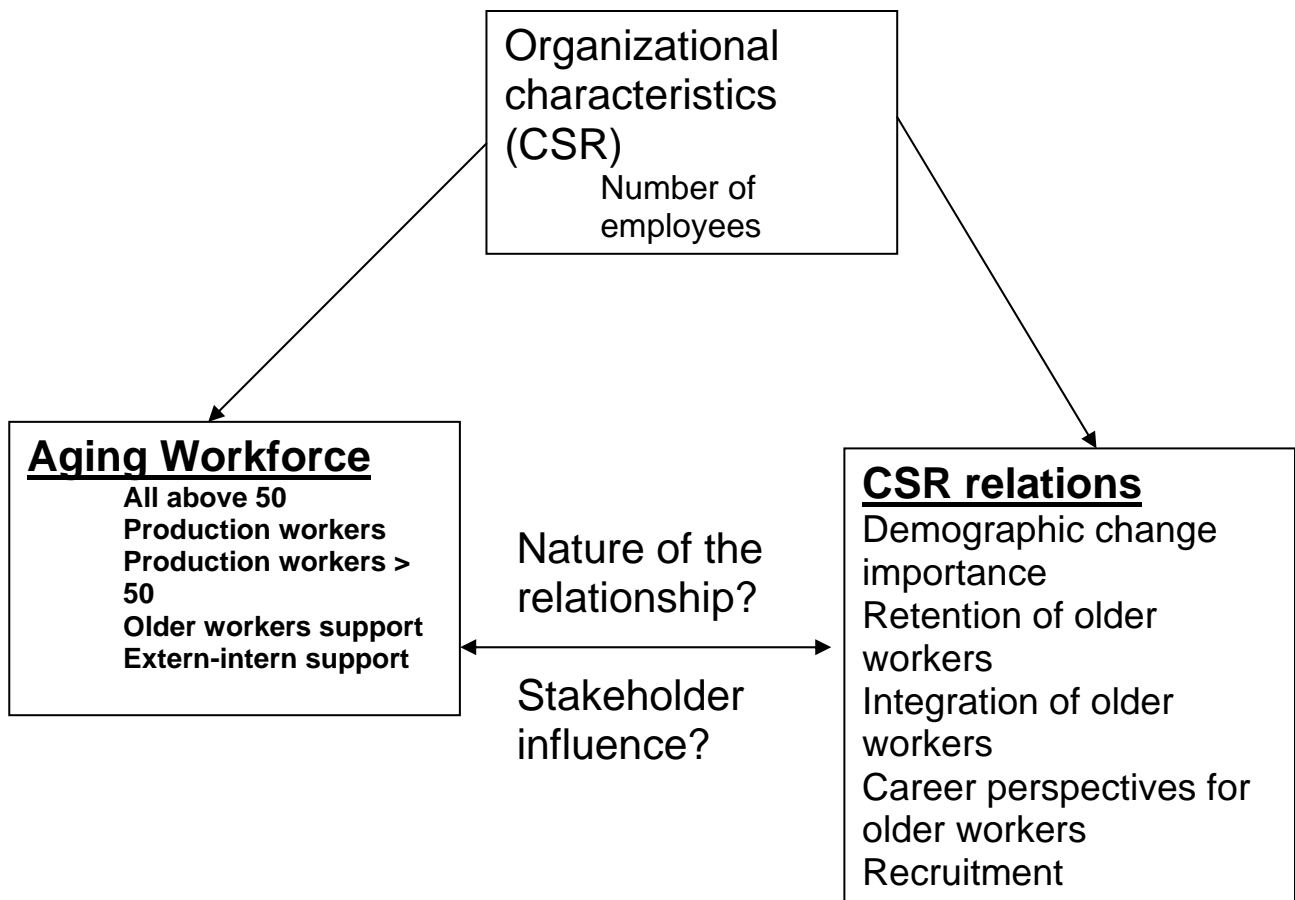 Organizational
characteristics
(CSR)
Number of
employees
Aging Workforce
All above 50
Production workers
Production workers >
50
Older workers support
Extern-intern support
Nature of the
relationship?
Stakeholder
influence?
CSR relations
Demographic change
importance
Retention of older
workers
Integration of older
workers
Career perspectives for
older workers
Recruitment